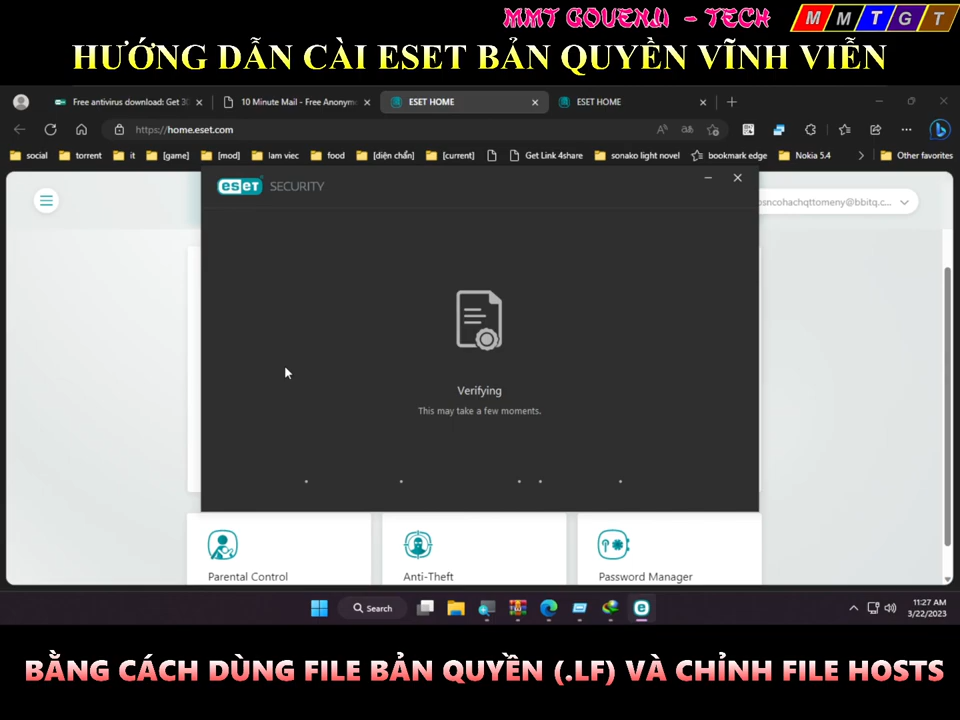 MMT GOUENJI - TECH
M M T G T
HƯỚNG DẪN CÀI ESET BẢN QUYỀN VĨNH VIỄN
Free antivirus download: Get 30
10 Minute Mail - Free Anonym
ESET HOME
ESET HOME
https://home.eset.com
social
torrent
it
[game]
[mod]
lam viec
food
[diện chẩn]
[current]
Get Link 4share
sonako light novel
bookmark edge
Nokia 5.4
Other favorites
eset SECURITY
osncohachqttomeny@bbitq.c...
Verifying
This may take a few moments.
Parental Control
Anti-Theft
Password Manager
Search
11:27 AM
3/22/2023
BẰNG CÁCH DÙNG FILE BẢN QUYỀN (.LF) VÀ CHỈNH FILE HOSTS